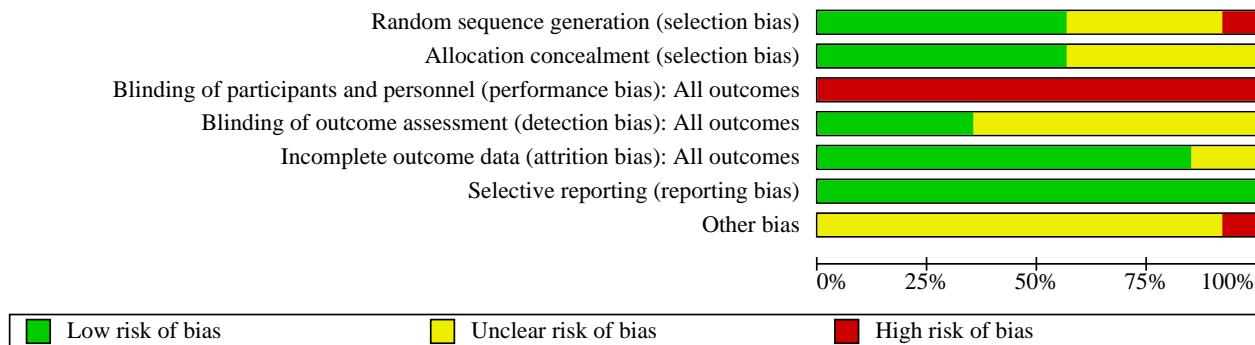 Random sequence generation (selection bias)
Allocation concealment (selection bias)
Blinding of participants and personnel (performance bias): All outcomes
Blinding of outcome assessment (detection bias): All outcomes
Incomplete outcome data (attrition bias): All outcomes
Selective reporting (reporting bias)
Other bias
0% 25% 50% 75% 100%
Low risk of bias Unclear risk of bias High risk of bias